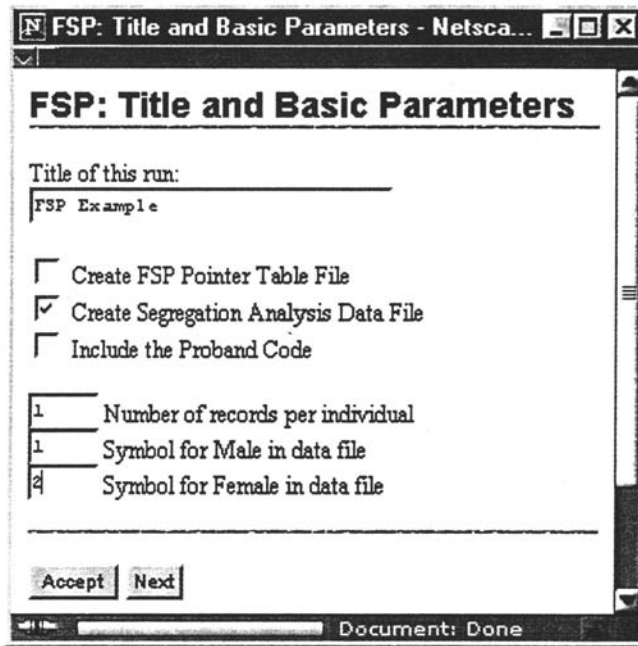 FSP: Title and Basic Parameters - Netsca...
FSP: Title and Basic Parameters
Title of this run:
FSP Example
Create FSP Pointer Table File
Create Segregation Analysis Data File
Include the Proband Code
1 Number of records per individual
1 Symbol for Male in data file
2 Symbol for Female in data file
Accept Next
Document: Done